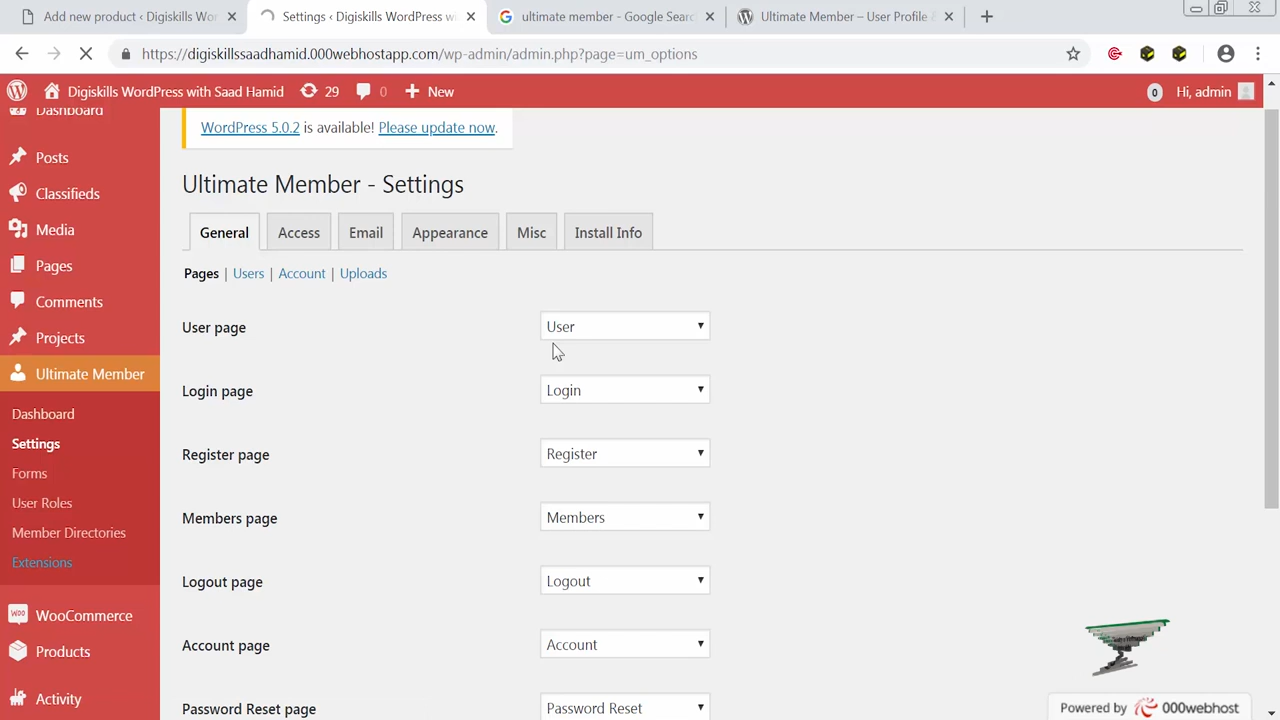 Add new product ‹ Digiskills Wor
Settings ‹ Digiskills WordPress wi
ultimate member - Google Searc
Ultimate Member – User Profile &
https://digiskillssaadhamid.000webhostapp.com/wp-admin/admin.php?page=um_options
Digiskills WordPress with Saad Hamid
29
0
New
0
Hi, admin
Dashboard
Posts
Classifieds
Media
Pages
Comments
Projects
Ultimate Member
Dashboard
Settings
Forms
User Roles
Member Directories
Extensions
WooCommerce
Products
Activity
WordPress 5.0.2 is available! Please update now.
Ultimate Member - Settings
General
Access
Email
Appearance
Misc
Install Info
Pages | Users | Account | Uploads
User page
User
Login page
Login
Register page
Register
Members page
Members
Logout page
Logout
Account page
Account
Password Reset page
Password Reset
Powered by 000webhost